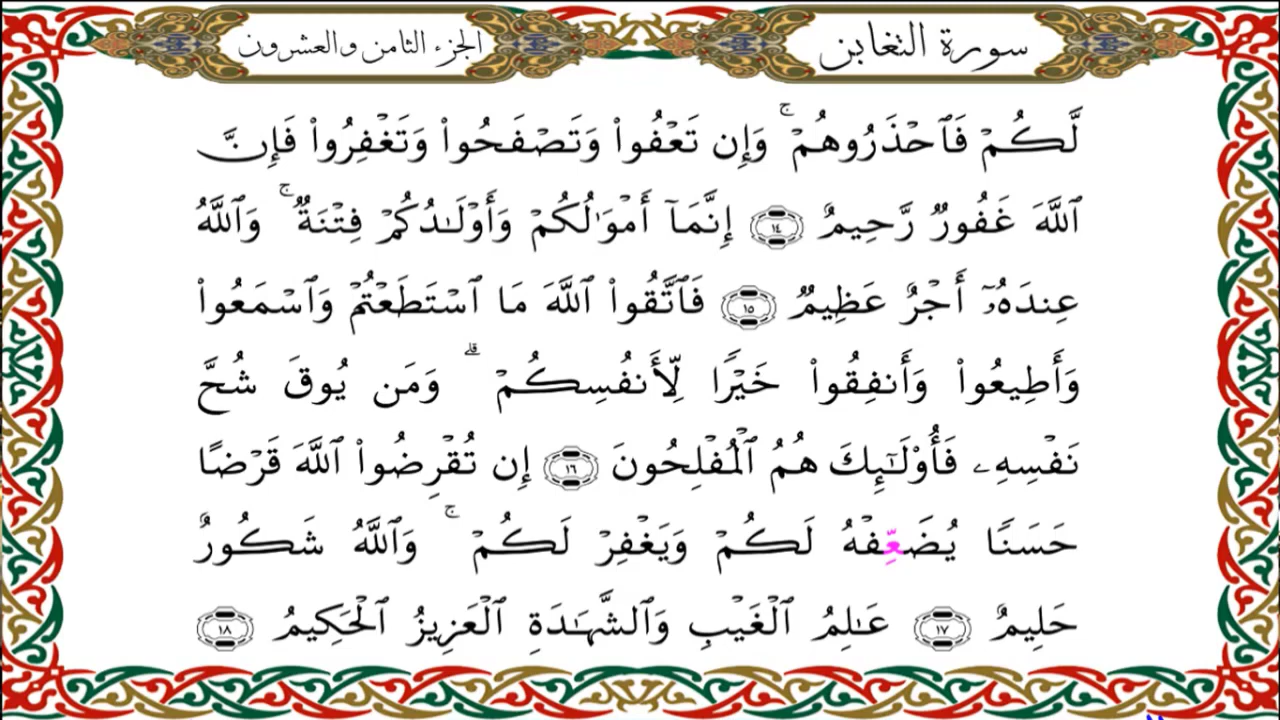 سورة التغابن
الجزء الثامن والعشرون
لَّكُمْ فَٱحْذَرُوهُمْ ۚ وَإِن تَعْفُوا۟ وَتَصْفَحُوا۟ وَتَغْفِرُوا۟ فَإِنَّ
ٱللَّهَ غَفُورٌ رَّحِيمٌ ١٤ إِنَّمَآ أَمْوَٰلُكُمْ وَأَوْلَـٰدُكُمْ فِتْنَةٌ ۚ وَٱللَّهُ
عِندَهُۥٓ أَجْرٌ عَظِيمٌ ١٥ فَٱتَّقُوا۟ ٱللَّهَ مَا ٱسْتَطَعْتُمْ وَٱسْمَعُوا۟
وَأَطِيعُوا۟ وَأَنفِقُوا۟ خَيْرًا لِّأَنفُسِكُمْ ۗ وَمَن يُوقَ شُحَّ
نَفْسِهِۦ فَأُو۟لَـٰٓئِكَ هُمُ ٱلْمُفْلِحُونَ ١٦ إِن تُقْرِضُوا۟ ٱللَّهَ قَرْضًا
حَسَنًا يُضَعِّفْهُ لَكُمْ وَيَغْفِرْ لَكُمْ ۚ وَٱللَّهُ شَكُورٌ
حَلِيمٌ ١٧ عَـٰلِمُ ٱلْغَيْبِ وَٱلشَّهَـٰدَةِ ٱلْعَزِيزُ ٱلْحَكِيمُ ١٨